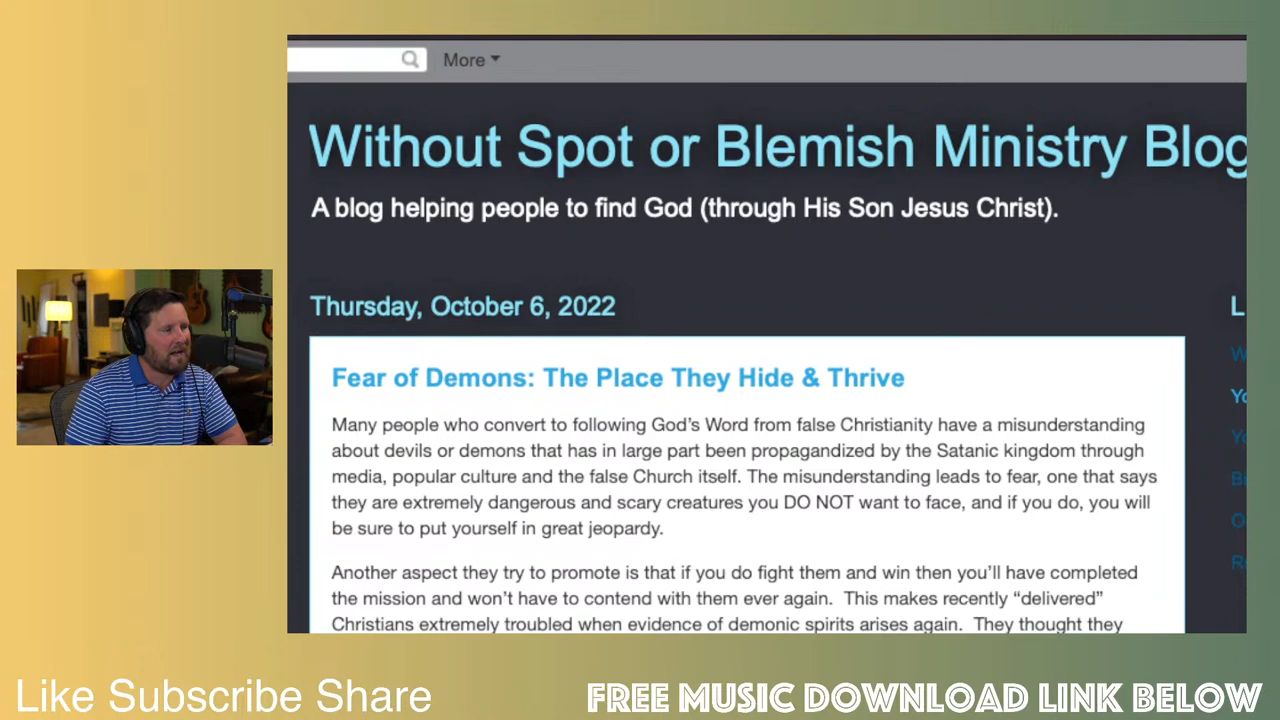 More
Without Spot or Blemish Ministry Blog
A blog helping people to find God (through His Son Jesus Christ).
Thursday, October 6, 2022
L
W
Yo
Yo
Bi
O
R
Fear of Demons: The Place They Hide & Thrive
Many people who convert to following God's Word from false Christianity have a misunderstanding
about devils or demons that has in large part been propagandized by the Satanic kingdom through
media, popular culture and the false Church itself. The misunderstanding leads to fear, one that says
they are extremely dangerous and scary creatures you DO NOT want to face, and if you do, you will
be sure to put yourself in great jeopardy.
Another aspect they try to promote is that if you do fight them and win then you'll have completed
the mission and won't have to contend with them ever again. This makes recently “delivered”
Christians extremely troubled when evidence of demonic spirits arises again. They thought they
Like Subscribe Share
FREE MUSIC DOWNLOAD LINK BELOW